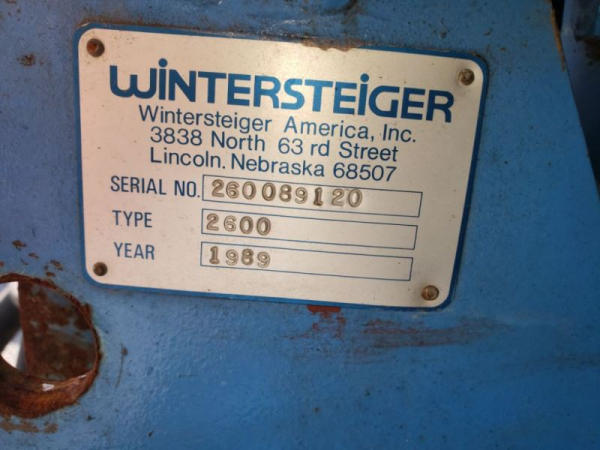 WiNTERSTEiGER
Wintersteiger America, Inc.
3838 North 63 rd Street
Lincoln. Nebraska 68507
SERIAL NO. 260089120
TYPE 2600
YEAR 1989